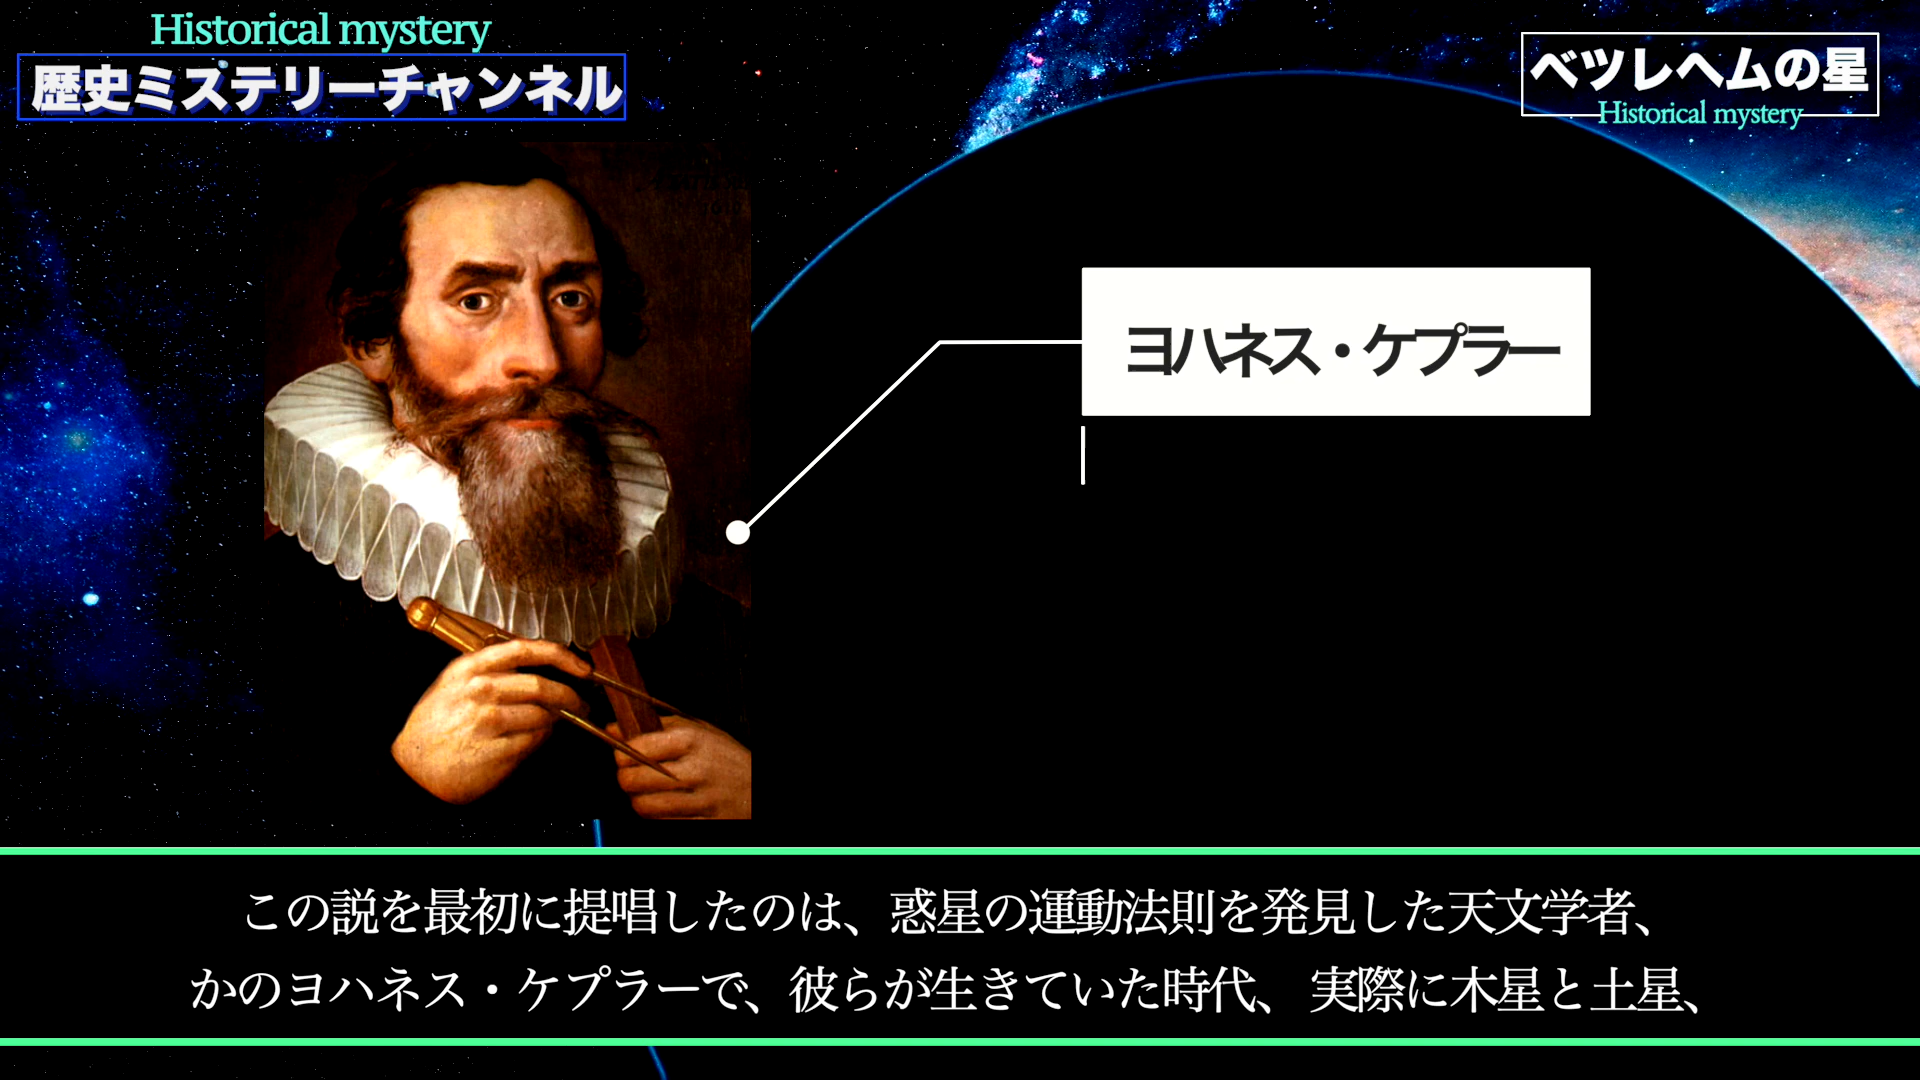 Historical mystery
歴史ミステリーチャンネル
ベツレヘムの星
Historical mystery
ヨハネス・ケプラー
この説を最初に提唱したのは、惑星の運動法則を発見した天文学者、
かのヨハネス・ケプラーで、彼らが生きていた時代、 実際に木星と土星、